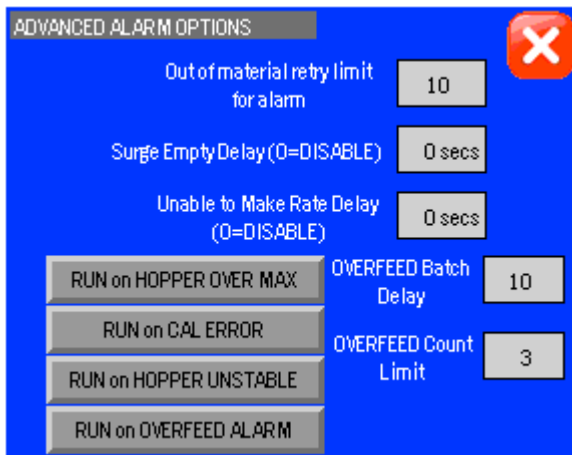 ADVANCED ALARM OPTIONS
Out of material retry limit
for alarm
10
Surge Empty Delay (0=DISABLE)
0 secs
Unable to Make Rate Delay
(0=DISABLE)
0 secs
RUN on HOPPER OVER MAX
OVERFEED Batch
Delay
10
RUN on CAL ERROR
OVERFEED Count
Limit
3
RUN on HOPPER UNSTABLE
RUN on OVERFEED ALARM